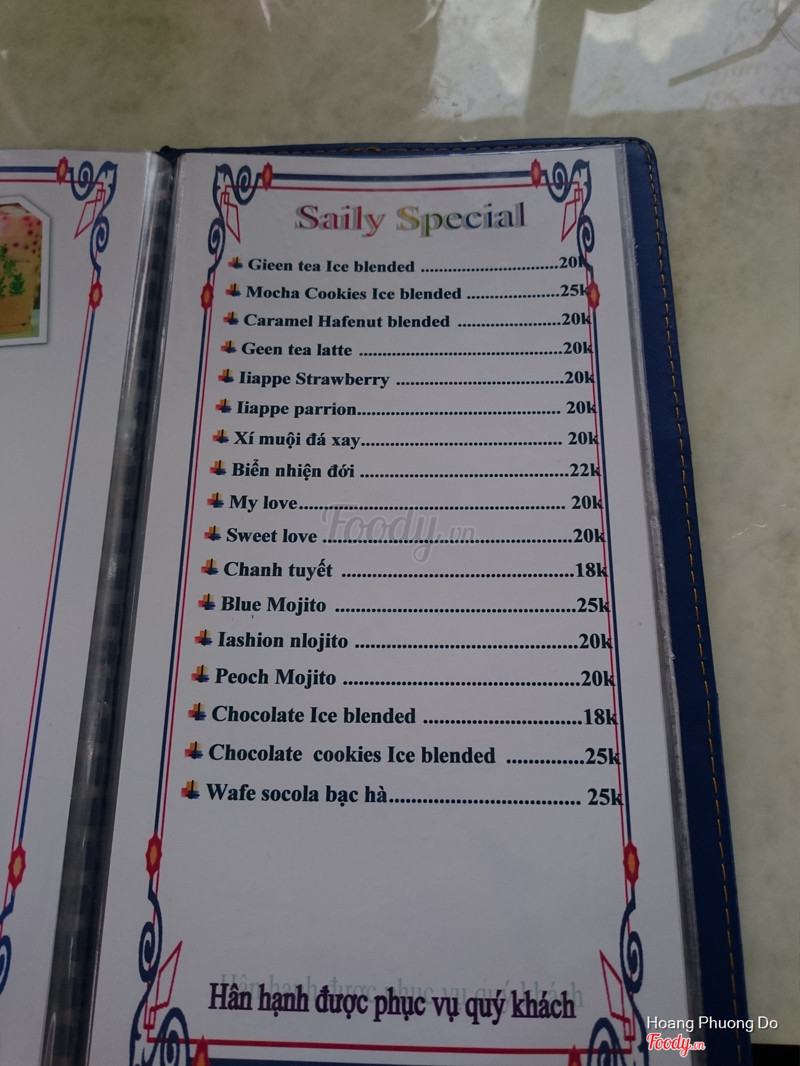 Saily Special
Gieen tea Ice blended ................................20k
Mocha Cookies Ice blended ......................25k
Caramel Hafenut blended .........................20k
Geen tea latte ...............................................20k
Iiappe Strawberry .......................................20k
Iiappe parrion............................................... 20k
Xí muội đá xay............................................... 20k
Biển nhiện đới ...............................................22k
My love........................................................... 20k
Sweet love .....................................................20k
Chanh tuyết .................................................18k
Blue Mojito ..................................................25k
Iashion nlojito ..............................................20k
Peoch Mojito ................................................20k
Chocolate Ice blended ................................18k
Chocolate cookies Ice blended ................25k
Wafe socola bạc hà....................................... 25k
Hân hạnh được phục vụ quý khách
Foody.vn
Hoang Phuong Do
Foody.vn